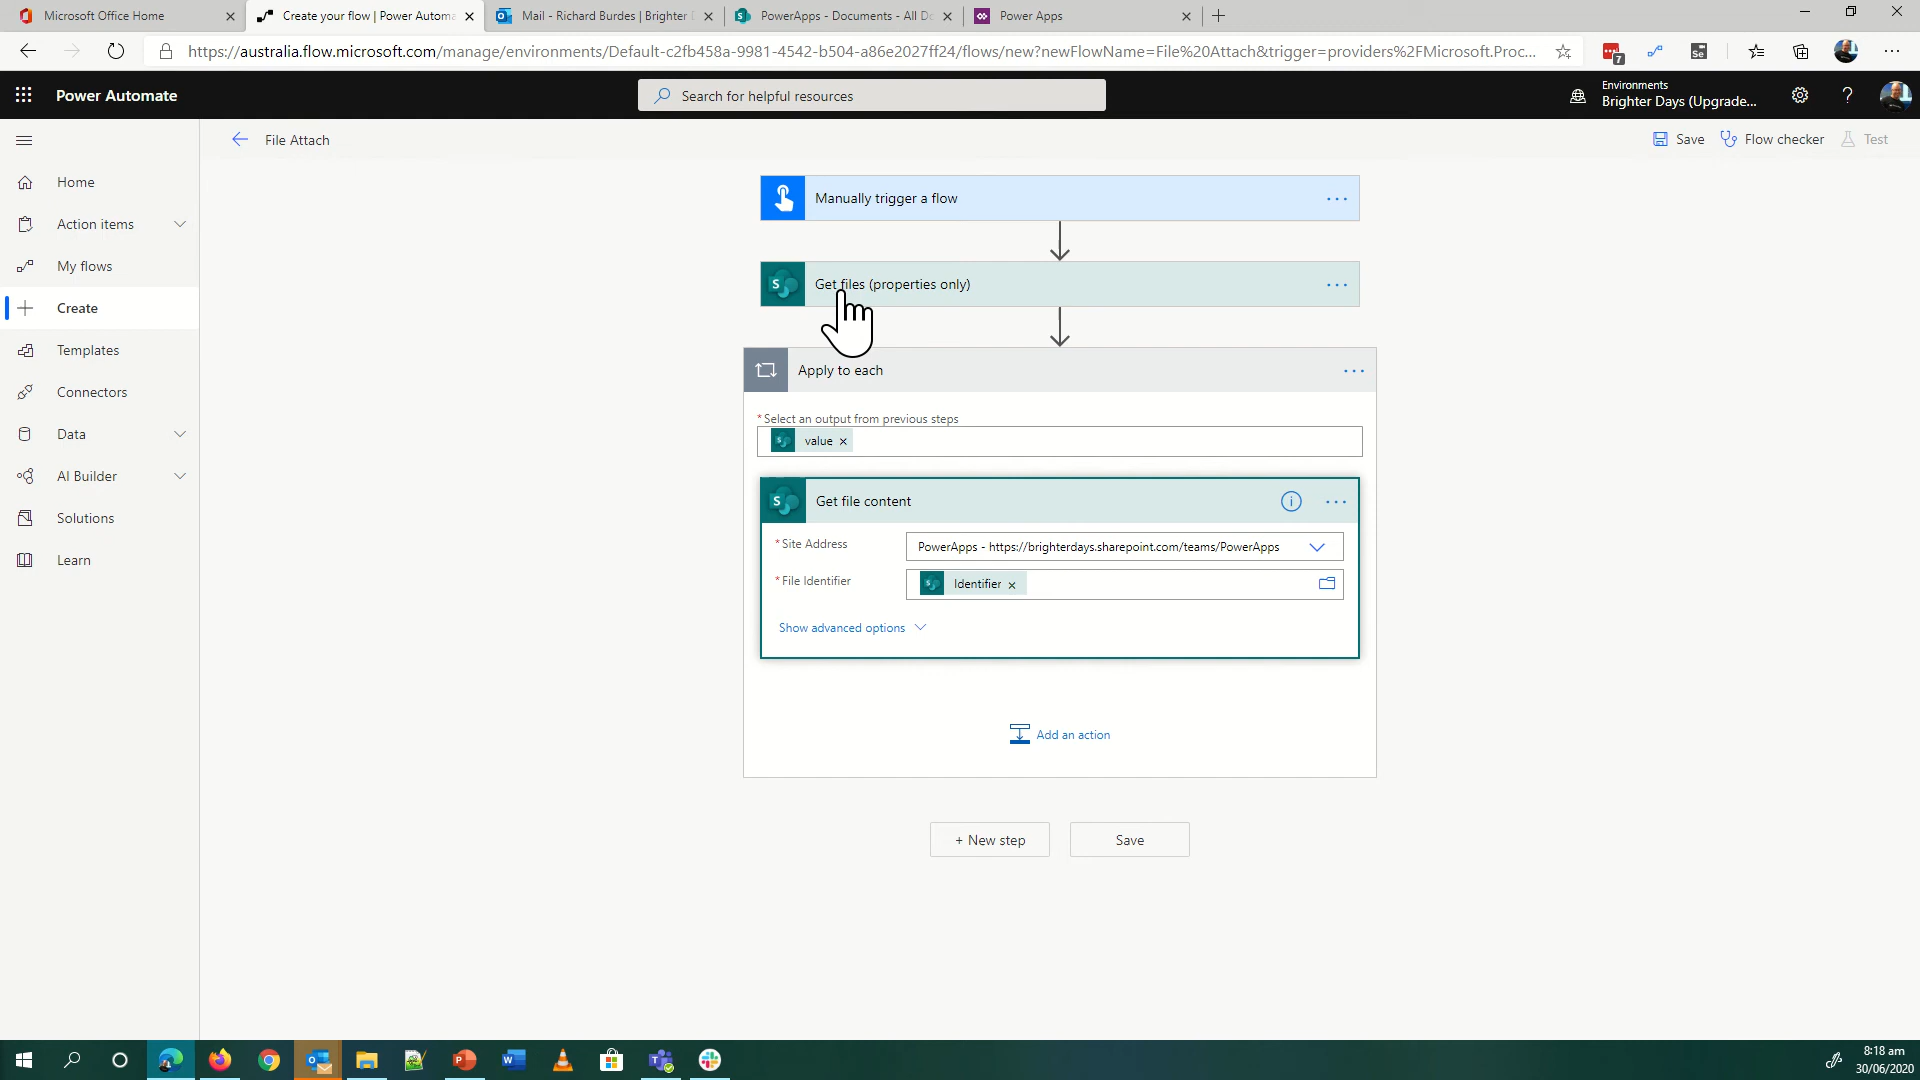 Microsoft Office Home
Create your flow | Power Automa
Mail - Richard Burdes | Brighter
PowerApps - Documents - All Do
Power Apps
https://australia.flow.microsoft.com/manage/environments/Default-c2fb458a-9981-4542-b504-a86e2027ff24/flows/new?newFlowName=File%20Attach&trigger=providers%2FMicrosoft.Proc...
7
Se
Power Automate
Search for helpful resources
Environments
Brighter Days (Upgrade...
?
File Attach
Save
Flow checker
Test
Home
Action items
My flows
Create
Templates
Connectors
Data
AI Builder
Solutions
Learn
Manually trigger a flow
S
Get files (properties only)
Apply to each
* Select an output from previous steps
value
S
Get file content
* Site Address
PowerApps - https://brighterdays.sharepoint.com/teams/PowerApps
* File Identifier
Identifier
Show advanced options
Add an action
+ New step
Save
8:18 am
30/06/2020